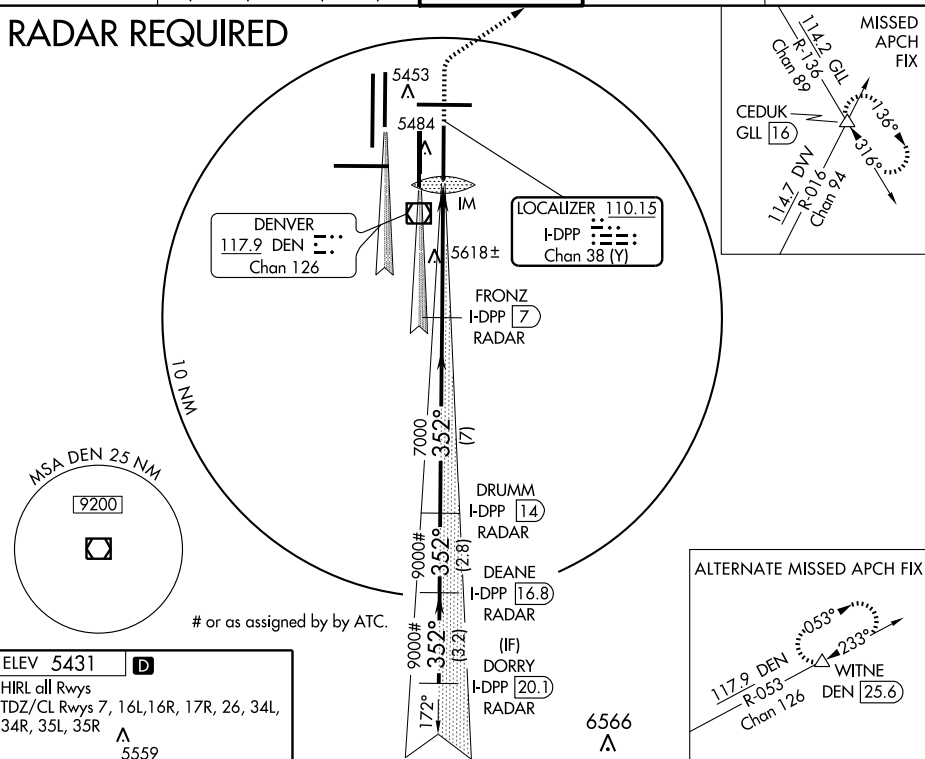 RADAR REQUIRED
5453
5484
IM
DENVER
117.9 DEN
Chan 126
LOCALIZER 110.15
I-DPP
Chan 38 (Y)
5618±
FRONZ
I-DPP 7
RADAR
10 NM
7000
352°
(7)
DRUMM
I-DPP 14
RADAR
9000#
352°
(2.8)
DEANE
I-DPP 16.8
RADAR
9000#
352°
(3.2)
(IF)
DORRY
I-DPP 20.1
RADAR
172°
6566
# or as assigned by by ATC.
MISSED
APCH
FIX
114.2 GLL
R-136
Chan 89
CEDUK
GLL 16
136°
316°
114.7 DVV
R-016
Chan 94
MSA DEN 25 NM
9200
ALTERNATE MISSED APCH FIX
053°
233°
117.9 DEN
R-053
Chan 126
WITNE
DEN 25.6
ELEV 5431 D
HIRL all Rwys
TDZ/CL Rwys 7, 16L,16R, 17R, 26, 34L,
34R, 35L, 35R
5559